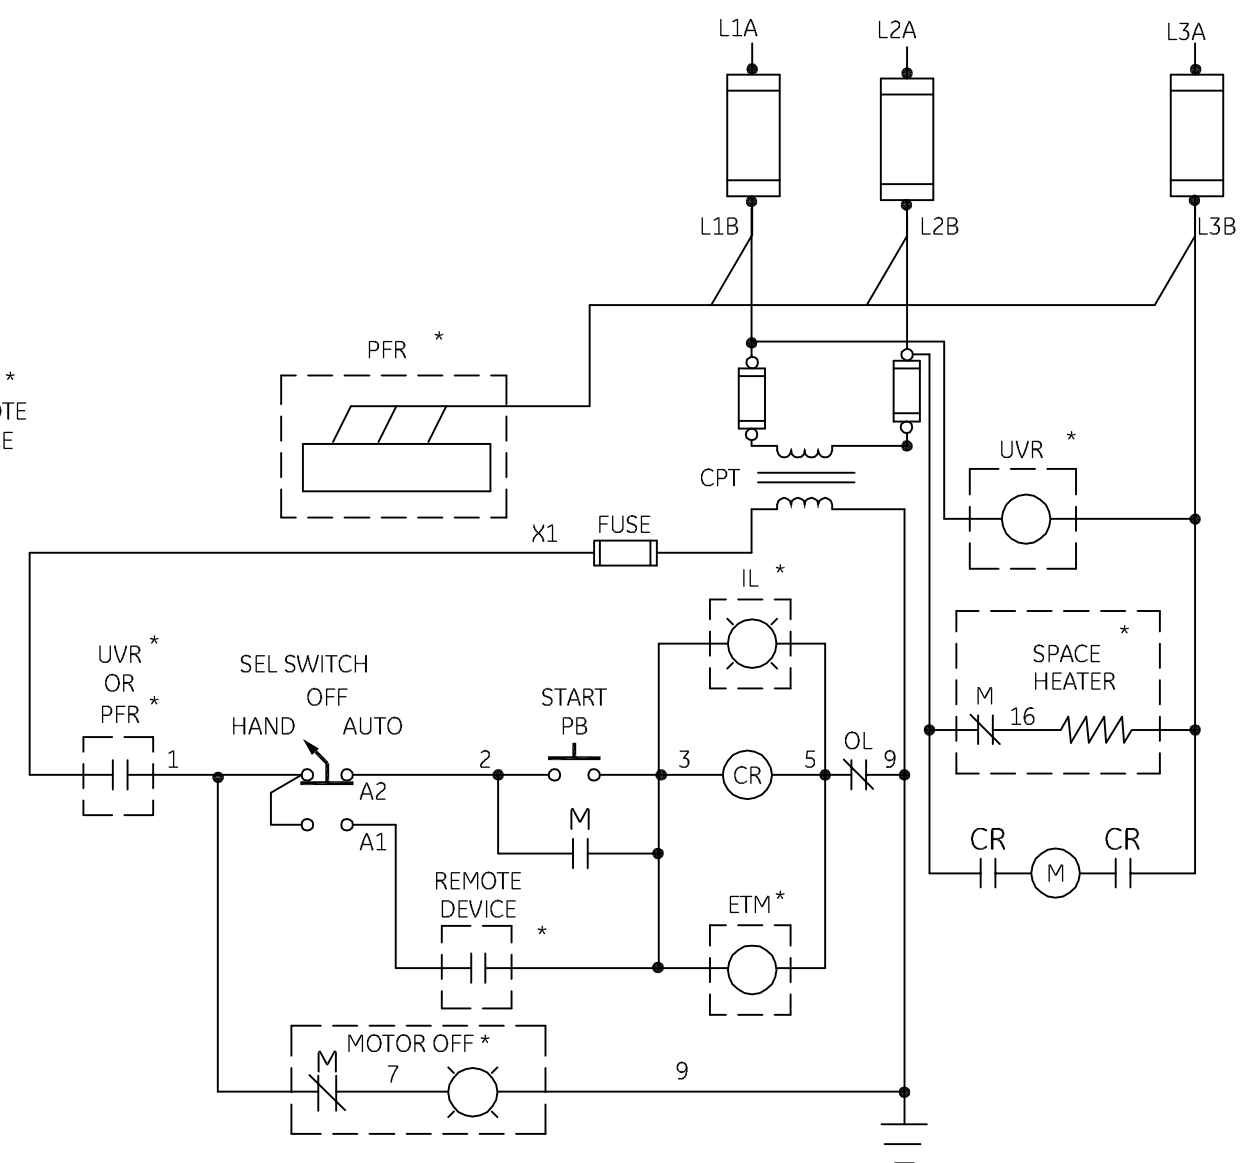 L1A
L2A
L3A
L1B
L2B
L3B
PFR *
*
OTE
E
UVR *
CPT
X1
FUSE
IL *
UVR *
OR
PFR *
SEL SWITCH
OFF
HAND
AUTO
START
PB
*
SPACE
HEATER
M
16
1
2
3
CR
5
OL
9
A2
A1
M
CR
M
CR
REMOTE
DEVICE
*
ETM *
MOTOR OFF *
M
7
9